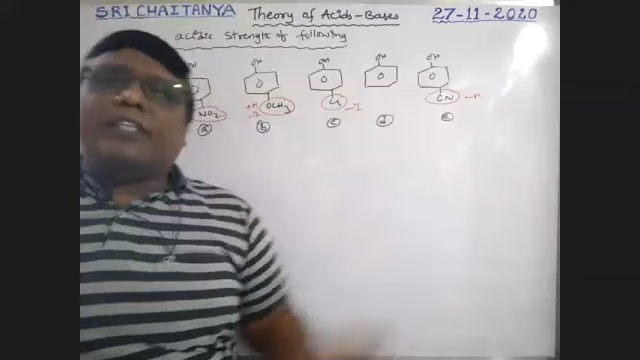 SRI CHAITANYA Theory of Acids-Bases 27-11-2020
acidic strength of following
OH OH OH OH OH
NO2 +M -I OCH3 Cl -I CN -M
a b c d e